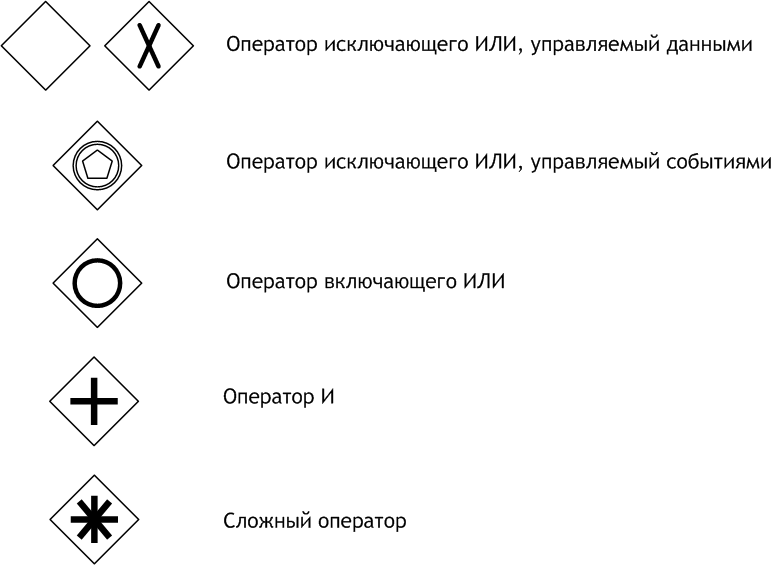 Оператор исключающего ИЛИ, управляемый данными
Оператор исключающего ИЛИ, управляемый событиями
Оператор включающего ИЛИ
Оператор И
Сложный оператор